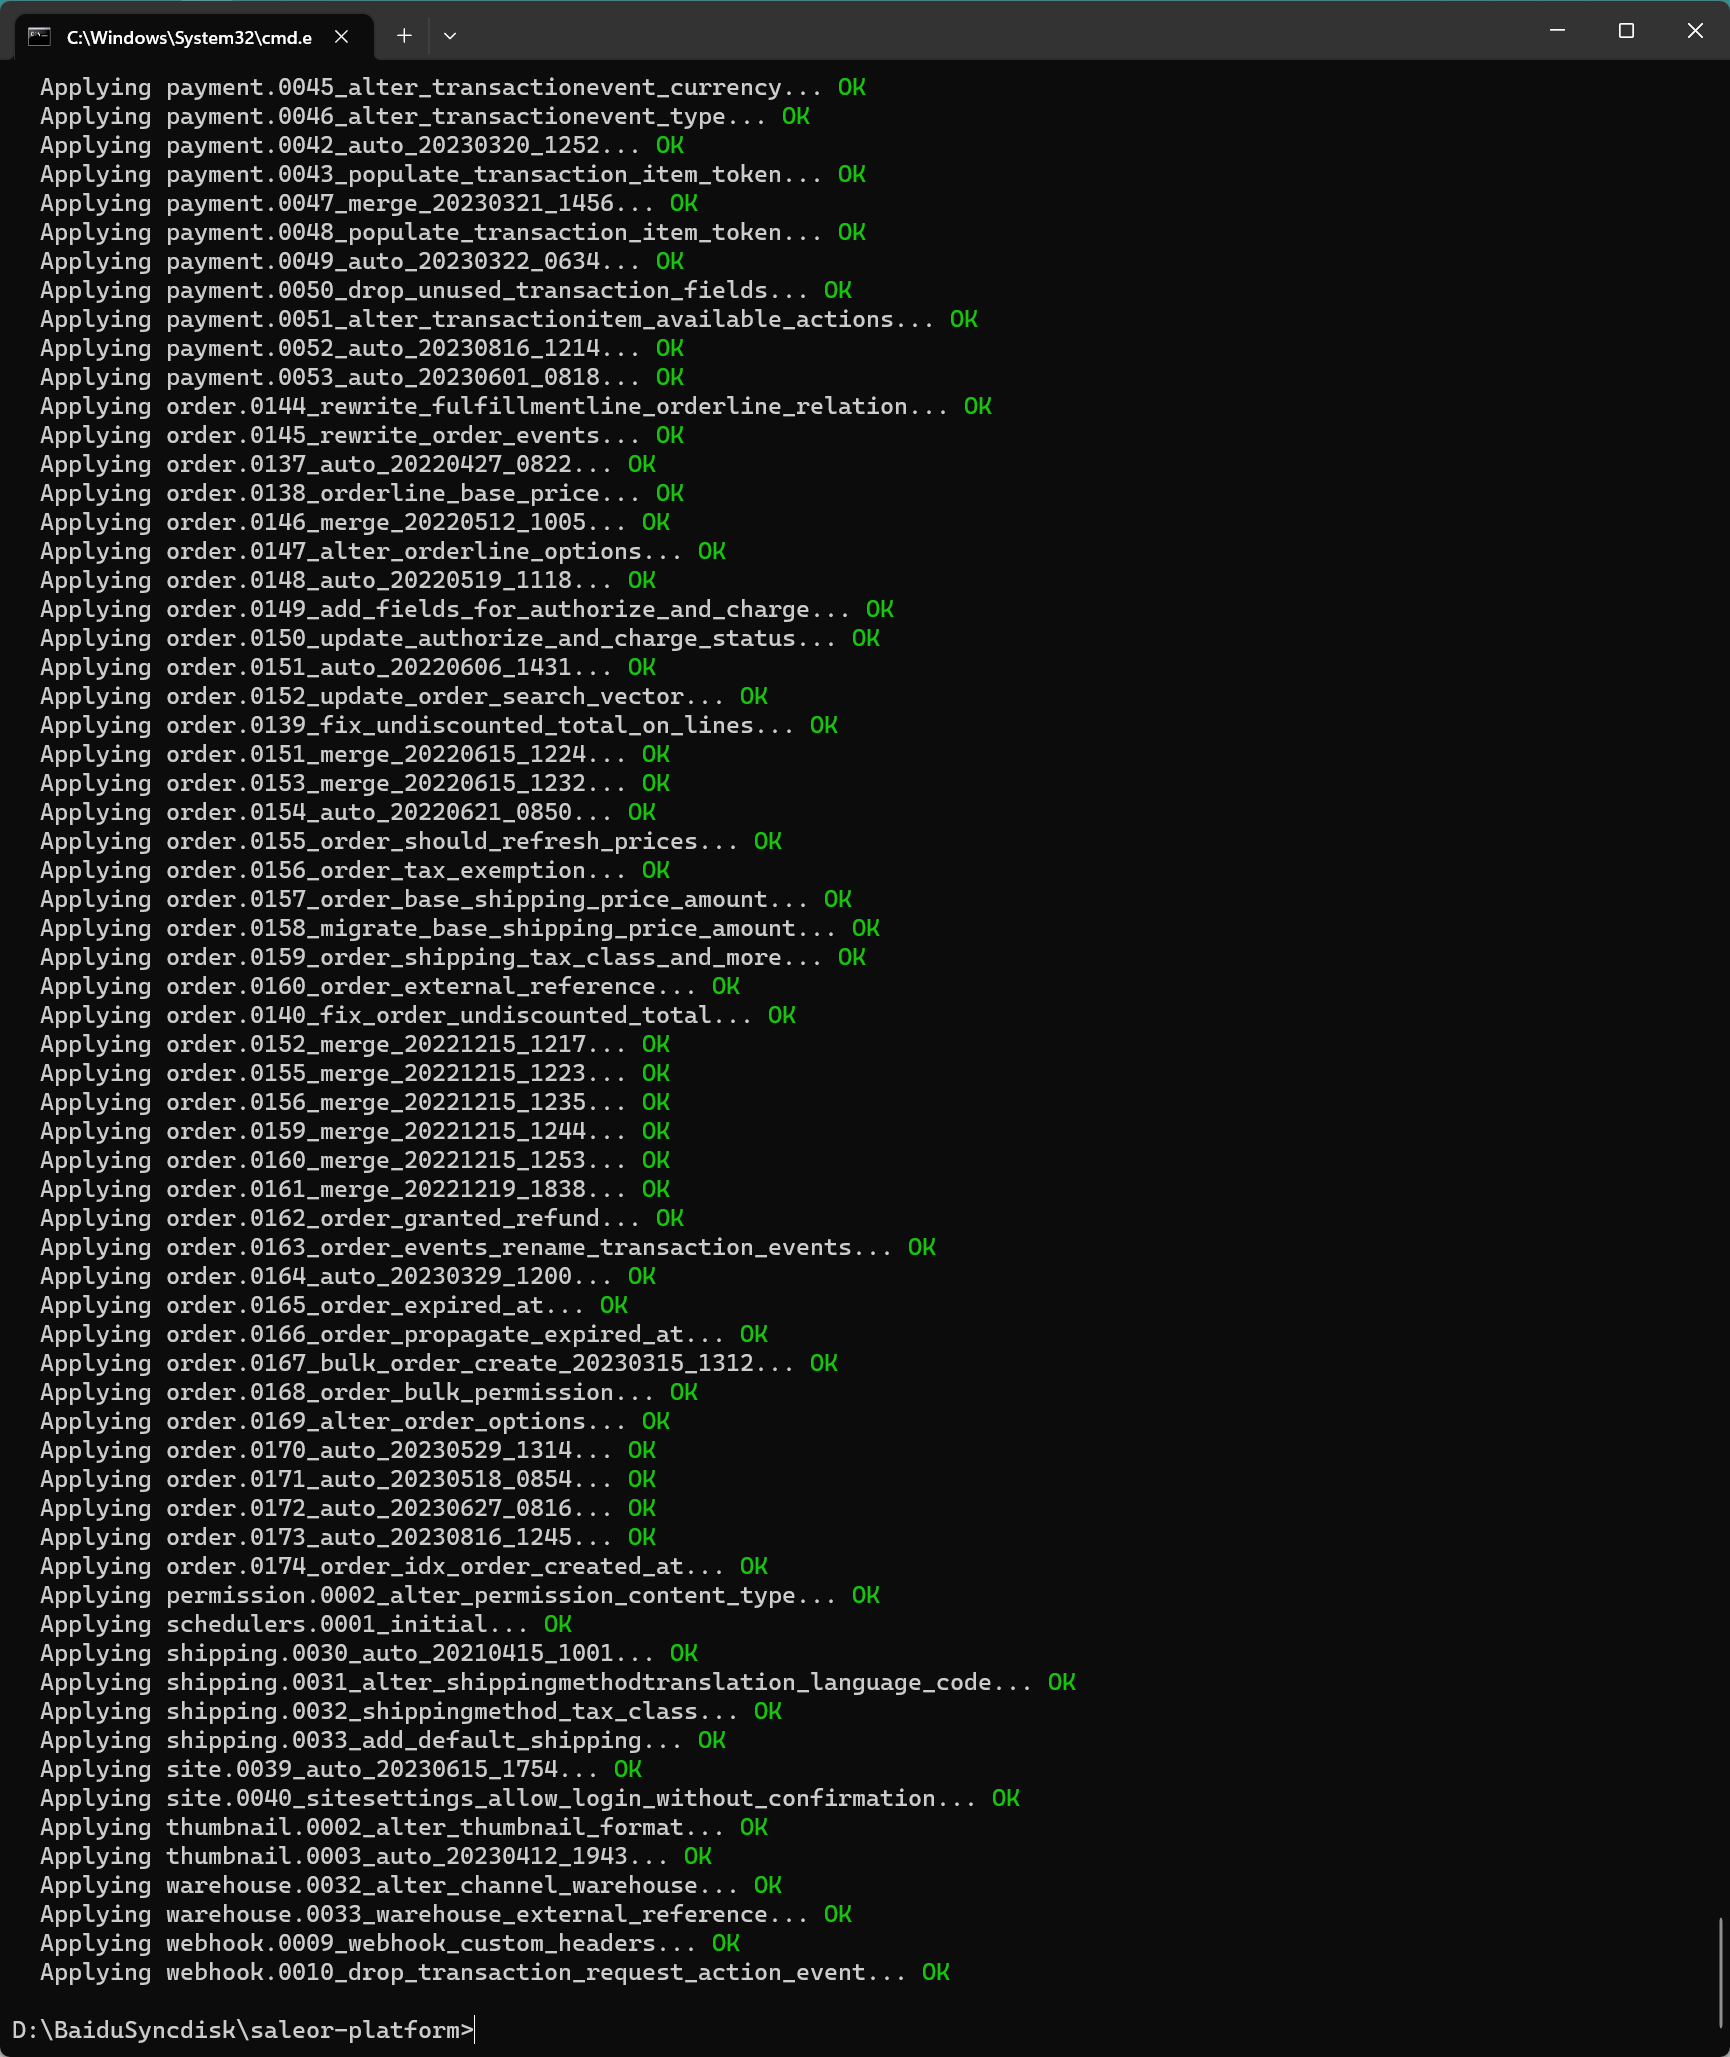 C:\Windows\System32\cmd.e
Applying payment.0045_alter_transactionevent_currency... OK
Applying payment.0046_alter_transactionevent_type... OK
Applying payment.0042_auto_20230320_1252... OK
Applying payment.0043_populate_transaction_item_token... OK
Applying payment.0047_merge_20230321_1456... OK
Applying payment.0048_populate_transaction_item_token... OK
Applying payment.0049_auto_20230322_0634... OK
Applying payment.0050_drop_unused_transaction_fields... OK
Applying payment.0051_alter_transactionitem_available_actions... OK
Applying payment.0052_auto_20230816_1214... OK
Applying payment.0053_auto_20230601_0818... OK
Applying order.0144_rewrite_fulfillmentline_orderline_relation... OK
Applying order.0145_rewrite_order_events... OK
Applying order.0137_auto_20220427_0822... OK
Applying order.0138_orderline_base_price... OK
Applying order.0146_merge_20220512_1005... OK
Applying order.0147_alter_orderline_options... OK
Applying order.0148_auto_20220519_1118... OK
Applying order.0149_add_fields_for_authorize_and_charge... OK
Applying order.0150_update_authorize_and_charge_status... OK
Applying order.0151_auto_20220606_1431... OK
Applying order.0152_update_order_search_vector... OK
Applying order.0139_fix_undiscounted_total_on_lines... OK
Applying order.0151_merge_20220615_1224... OK
Applying order.0153_merge_20220615_1232... OK
Applying order.0154_auto_20220621_0850... OK
Applying order.0155_order_should_refresh_prices... OK
Applying order.0156_order_tax_exemption... OK
Applying order.0157_order_base_shipping_price_amount... OK
Applying order.0158_migrate_base_shipping_price_amount... OK
Applying order.0159_order_shipping_tax_class_and_more... OK
Applying order.0160_order_external_reference... OK
Applying order.0140_fix_order_undiscounted_total... OK
Applying order.0152_merge_20221215_1217... OK
Applying order.0155_merge_20221215_1223... OK
Applying order.0156_merge_20221215_1235... OK
Applying order.0159_merge_20221215_1244... OK
Applying order.0160_merge_20221215_1253... OK
Applying order.0161_merge_20221219_1838... OK
Applying order.0162_order_granted_refund... OK
Applying order.0163_order_events_rename_transaction_events... OK
Applying order.0164_auto_20230329_1200... OK
Applying order.0165_order_expired_at... OK
Applying order.0166_order_propagate_expired_at... OK
Applying order.0167_bulk_order_create_20230315_1312... OK
Applying order.0168_order_bulk_permission... OK
Applying order.0169_alter_order_options... OK
Applying order.0170_auto_20230529_1314... OK
Applying order.0171_auto_20230518_0854... OK
Applying order.0172_auto_20230627_0816... OK
Applying order.0173_auto_20230816_1245... OK
Applying order.0174_order_idx_order_created_at... OK
Applying permission.0002_alter_permission_content_type... OK
Applying schedulers.0001_initial... OK
Applying shipping.0030_auto_20210415_1001... OK
Applying shipping.0031_alter_shippingmethodtranslation_language_code... OK
Applying shipping.0032_shippingmethod_tax_class... OK
Applying shipping.0033_add_default_shipping... OK
Applying site.0039_auto_20230615_1754... OK
Applying site.0040_sitesettings_allow_login_without_confirmation... OK
Applying thumbnail.0002_alter_thumbnail_format... OK
Applying thumbnail.0003_auto_20230412_1943... OK
Applying warehouse.0032_alter_channel_warehouse... OK
Applying warehouse.0033_warehouse_external_reference... OK
Applying webhook.0009_webhook_custom_headers... OK
Applying webhook.0010_drop_transaction_request_action_event... OK
D:\BaiduSyncdisk\saleor-platform>